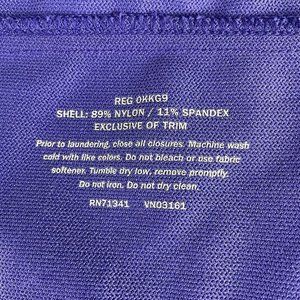 REG 0KKG9
SHELL: 89% NYLON / 11% SPANDEX
EXCLUSIVE OF TRIM
Prior to laundering, close all closures. Machine wash
cold with like colors. Do not bleach or use fabric
softener. Tumble dry low, remove promptly.
Do not iron. Do not dry clean.
RN71341 VN03161